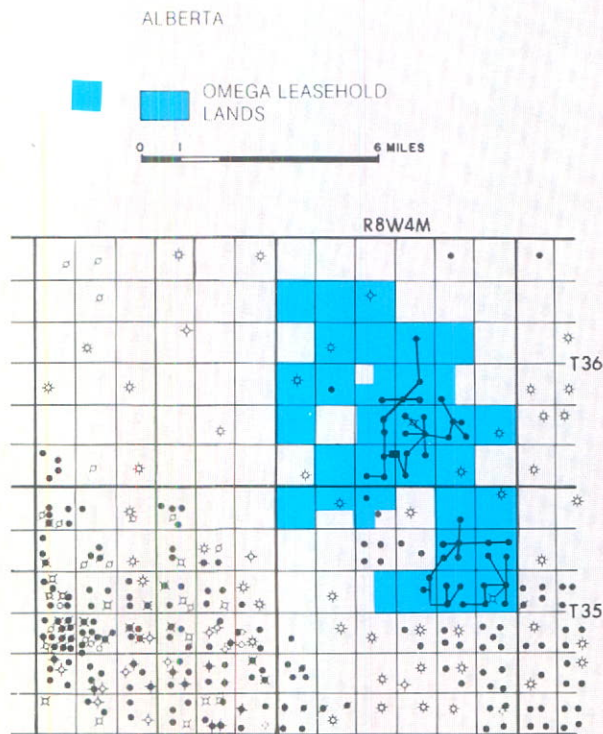 ALBERTA
OMEGA LEASEHOLD
LANDS
0 1 6 MILES
R8W4M
T36
T35